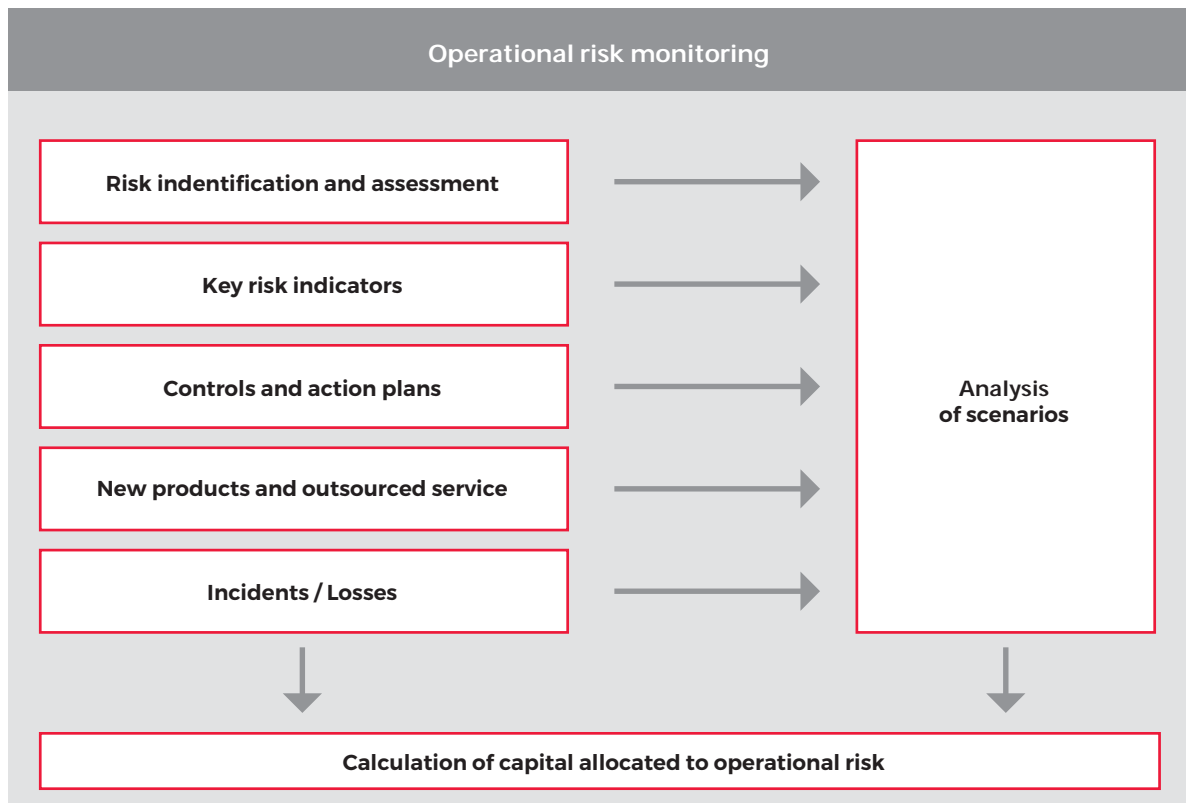 Operational risk monitoring
Risk indentification and assessment
Key risk indicators
Controls and action plans
New products and outsourced service
Incidents / Losses
Analysis
of scenarios
Calculation of capital allocated to operational risk